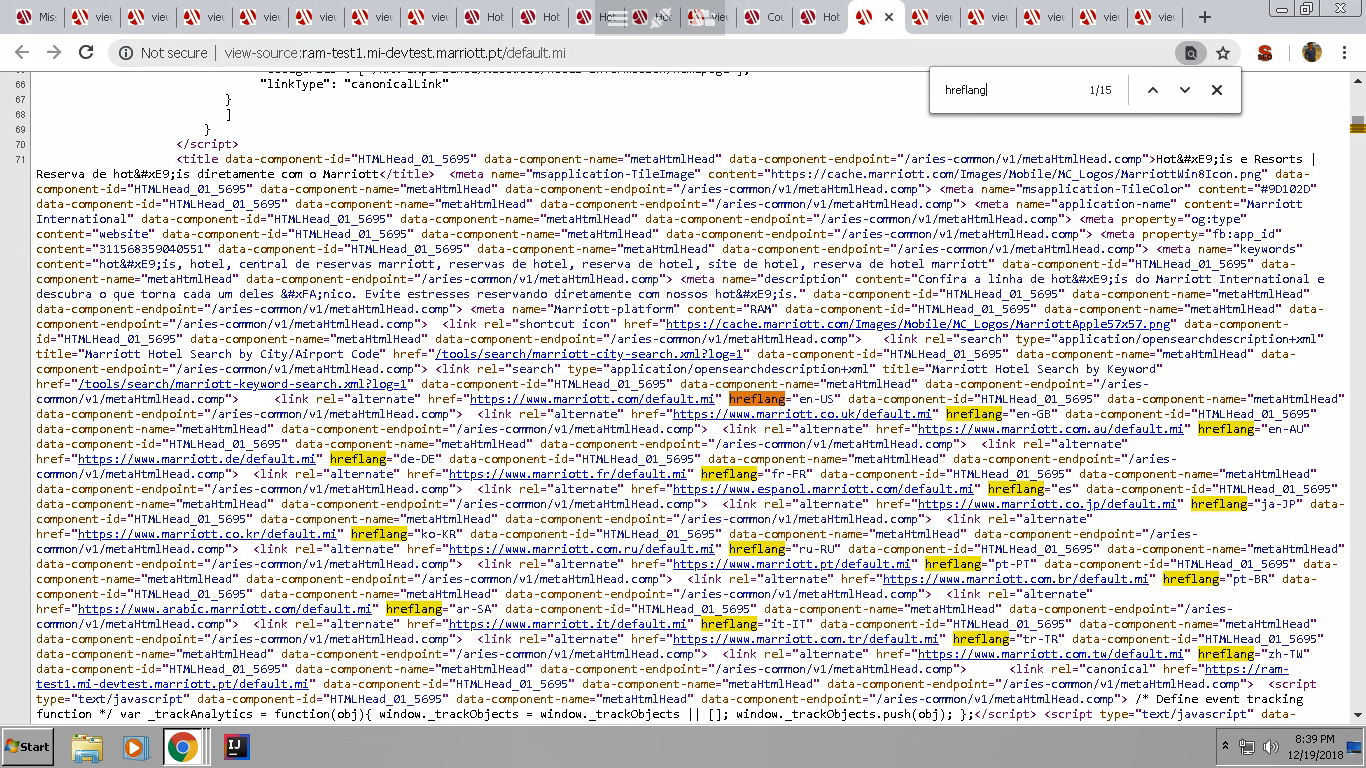 Mis
vie
vie
vie
vie
vie
vie
vie
Hot
Hot
Ho
Ho
Cou
Hot
vie
vie
vie
vie
vie
Not secure | view-source:ram-test1.mi-devtest.marriott.pt/default.mi
hreflang 1/15
66 "linkType": "canonicalLink"
67 }
68 ]
69 }
70 </script>
71 <title data-component-id="HTMLHead_01_5695" data-component-name="metaHtmlHead" data-component-endpoint="/aries-common/v1/metaHtmlHead.comp">Hot&#xE9;is e Resorts |
Reserva de hot&#xE9;is diretamente com o Marriott</title> <meta name="msapplication-TileImage" content="https://cache.marriott.com/Images/Mobile/MC_Logos/MarriottWin8Icon.png" data-
component-id="HTMLHead_01_5695" data-component-name="metaHtmlHead" data-component-endpoint="/aries-common/v1/metaHtmlHead.comp"> <meta name="msapplication-TileColor" content="#9D102D"
data-component-id="HTMLHead_01_5695" data-component-name="metaHtmlHead" data-component-endpoint="/aries-common/v1/metaHtmlHead.comp"> <meta name="application-name" content="Marriott
International" data-component-id="HTMLHead_01_5695" data-component-name="metaHtmlHead" data-component-endpoint="/aries-common/v1/metaHtmlHead.comp"> <meta property="og:type"
content="website" data-component-id="HTMLHead_01_5695" data-component-name="metaHtmlHead" data-component-endpoint="/aries-common/v1/metaHtmlHead.comp"> <meta property="fb:app_id"
content="311568359040551" data-component-id="HTMLHead_01_5695" data-component-name="metaHtmlHead" data-component-endpoint="/aries-common/v1/metaHtmlHead.comp"> <meta name="keywords"
content="hot&#xE9;is, hotel, central de reservas marriott, reservas de hotel, reserva de hotel, site de hotel, reserva de hotel marriott" data-component-id="HTMLHead_01_5695" data-
component-name="metaHtmlHead" data-component-endpoint="/aries-common/v1/metaHtmlHead.comp"> <meta name="description" content="Confira a linha de hot&#xE9;is do Marriott International e
descubra o que torna cada um deles &#xFA;nico. Evite estresses reservando diretamente com nossos hot&#xE9;is." data-component-id="HTMLHead_01_5695" data-component-name="metaHtmlHead"
data-component-endpoint="/aries-common/v1/metaHtmlHead.comp"> <meta name="Marriott-platform" content="RAM" data-component-id="HTMLHead_01_5695" data-component-name="metaHtmlHead" data-
component-endpoint="/aries-common/v1/metaHtmlHead.comp"> <link rel="shortcut icon" href="https://cache.marriott.com/Images/Mobile/MC_Logos/MarriottApple57x57.png" data-component-
id="HTMLHead_01_5695" data-component-name="metaHtmlHead" data-component-endpoint="/aries-common/v1/metaHtmlHead.comp"> <link rel="search" type="application/opensearchdescription+xml"
title="Marriott Hotel Search by City/Airport Code" href="/tools/search/marriott-city-search.xml?log=1" data-component-id="HTMLHead_01_5695" data-component-name="metaHtmlHead" data-
component-endpoint="/aries-common/v1/metaHtmlHead.comp"> <link rel="search" type="application/opensearchdescription+xml" title="Marriott Hotel Search by Keyword"
href="/tools/search/marriott-keyword-search.xml?log=1" data-component-id="HTMLHead_01_5695" data-component-name="metaHtmlHead" data-component-endpoint="/aries-
common/v1/metaHtmlHead.comp"> <link rel="alternate" href="https://www.marriott.com/default.mi" hreflang="en-US" data-component-id="HTMLHead_01_5695" data-component-name="metaHtmlHead"
data-component-endpoint="/aries-common/v1/metaHtmlHead.comp"> <link rel="alternate" href="https://www.marriott.co.uk/default.mi" hreflang="en-GB" data-component-id="HTMLHead_01_5695"
data-component-name="metaHtmlHead" data-component-endpoint="/aries-common/v1/metaHtmlHead.comp"> <link rel="alternate" href="https://www.marriott.com.au/default.mi" hreflang="en-AU"
data-component-id="HTMLHead_01_5695" data-component-name="metaHtmlHead" data-component-endpoint="/aries-common/v1/metaHtmlHead.comp"> <link rel="alternate"
href="https://www.marriott.de/default.mi" hreflang="de-DE" data-component-id="HTMLHead_01_5695" data-component-name="metaHtmlHead" data-component-endpoint="/aries-
common/v1/metaHtmlHead.comp"> <link rel="alternate" href="https://www.marriott.fr/default.mi" hreflang="fr-FR" data-component-id="HTMLHead_01_5695" data-component-name="metaHtmlHead"
data-component-endpoint="/aries-common/v1/metaHtmlHead.comp"> <link rel="alternate" href="https://www.espanol.marriott.com/default.mi" hreflang="es" data-component-id="HTMLHead_01_5695"
data-component-name="metaHtmlHead" data-component-endpoint="/aries-common/v1/metaHtmlHead.comp"> <link rel="alternate" href="https://www.marriott.co.jp/default.mi" hreflang="ja-JP" data-
component-id="HTMLHead_01_5695" data-component-name="metaHtmlHead" data-component-endpoint="/aries-common/v1/metaHtmlHead.comp"> <link rel="alternate"
href="https://www.marriott.co.kr/default.mi" hreflang="ko-KR" data-component-id="HTMLHead_01_5695" data-component-name="metaHtmlHead" data-component-endpoint="/aries-
common/v1/metaHtmlHead.comp"> <link rel="alternate" href="https://www.marriott.com.ru/default.mi" hreflang="ru-RU" data-component-id="HTMLHead_01_5695" data-component-name="metaHtmlHead"
data-component-endpoint="/aries-common/v1/metaHtmlHead.comp"> <link rel="alternate" href="https://www.marriott.pt/default.mi" hreflang="pt-PT" data-component-id="HTMLHead_01_5695" data-
component-name="metaHtmlHead" data-component-endpoint="/aries-common/v1/metaHtmlHead.comp"> <link rel="alternate" href="https://www.marriott.com.br/default.mi" hreflang="pt-BR" data-
component-id="HTMLHead_01_5695" data-component-name="metaHtmlHead" data-component-endpoint="/aries-common/v1/metaHtmlHead.comp"> <link rel="alternate"
href="https://www.arabic.marriott.com/default.mi" hreflang="ar-SA" data-component-id="HTMLHead_01_5695" data-component-name="metaHtmlHead" data-component-endpoint="/aries-
common/v1/metaHtmlHead.comp"> <link rel="alternate" href="https://www.marriott.it/default.mi" hreflang="it-IT" data-component-id="HTMLHead_01_5695" data-component-name="metaHtmlHead"
data-component-endpoint="/aries-common/v1/metaHtmlHead.comp"> <link rel="alternate" href="https://www.marriott.com.tr/default.mi" hreflang="tr-TR" data-component-id="HTMLHead_01_5695"
data-component-name="metaHtmlHead" data-component-endpoint="/aries-common/v1/metaHtmlHead.comp"> <link rel="alternate" href="https://www.marriott.com.tw/default.mi" hreflang="zh-TW"
data-component-id="HTMLHead_01_5695" data-component-name="metaHtmlHead" data-component-endpoint="/aries-common/v1/metaHtmlHead.comp"> <link rel="canonical" href="https://ram-
test1.mi-devtest.marriott.pt/default.mi" data-component-id="HTMLHead_01_5695" data-component-name="metaHtmlHead" data-component-endpoint="/aries-common/v1/metaHtmlHead.comp"> <script
type="text/javascript" data-component-id="HTMLHead_01_5695" data-component-name="metaHtmlHead" data-component-endpoint="/aries-common/v1/metaHtmlHead.comp"> /* Define event tracking
function */ var _trackAnalytics = function(obj){ window._trackObjects = window._trackObjects || []; window._trackObjects.push(obj); };</script> <script type="text/javascript" data-
Start
8:39 PM
12/19/2018